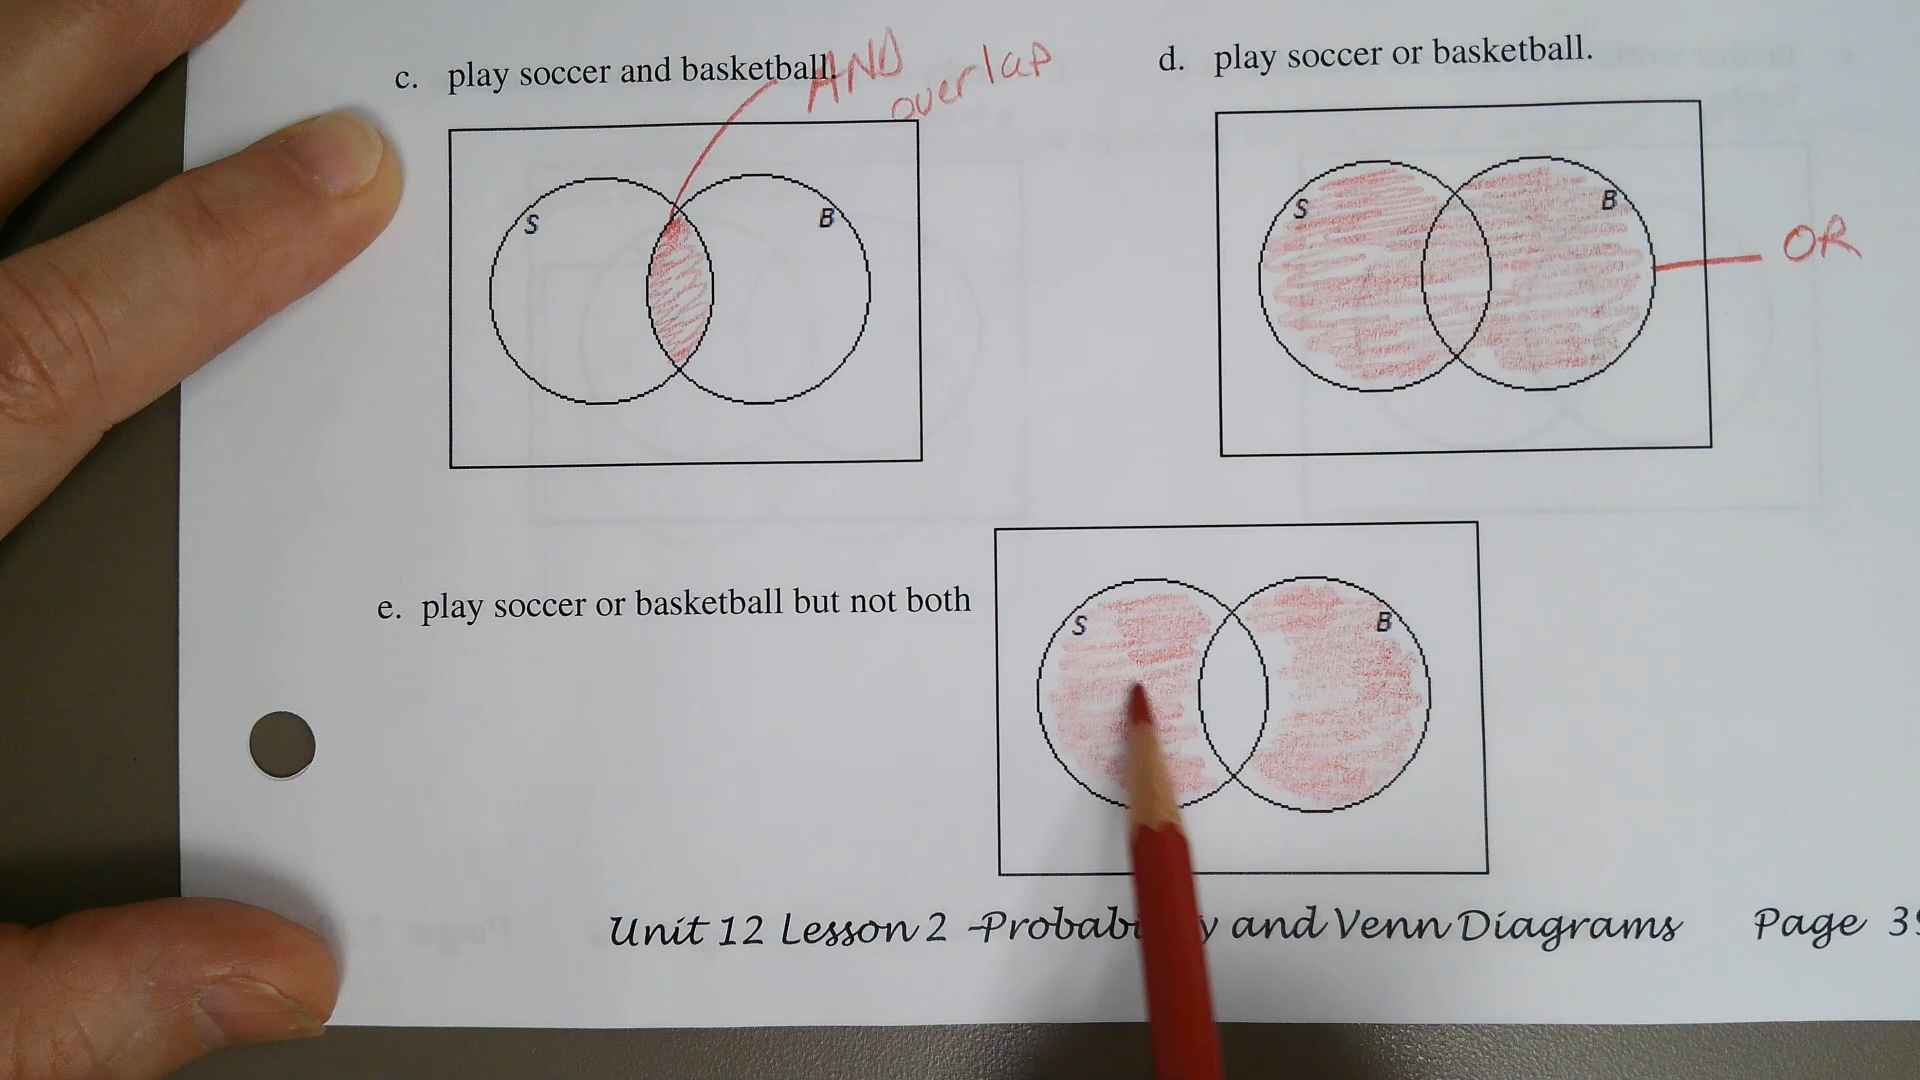 c. play soccer and basketball.
AND
overlap
S
B
d. play soccer or basketball.
S
B
OR
e. play soccer or basketball but not both
S
B
Unit 12 Lesson 2 - and Venn Diagrams Page